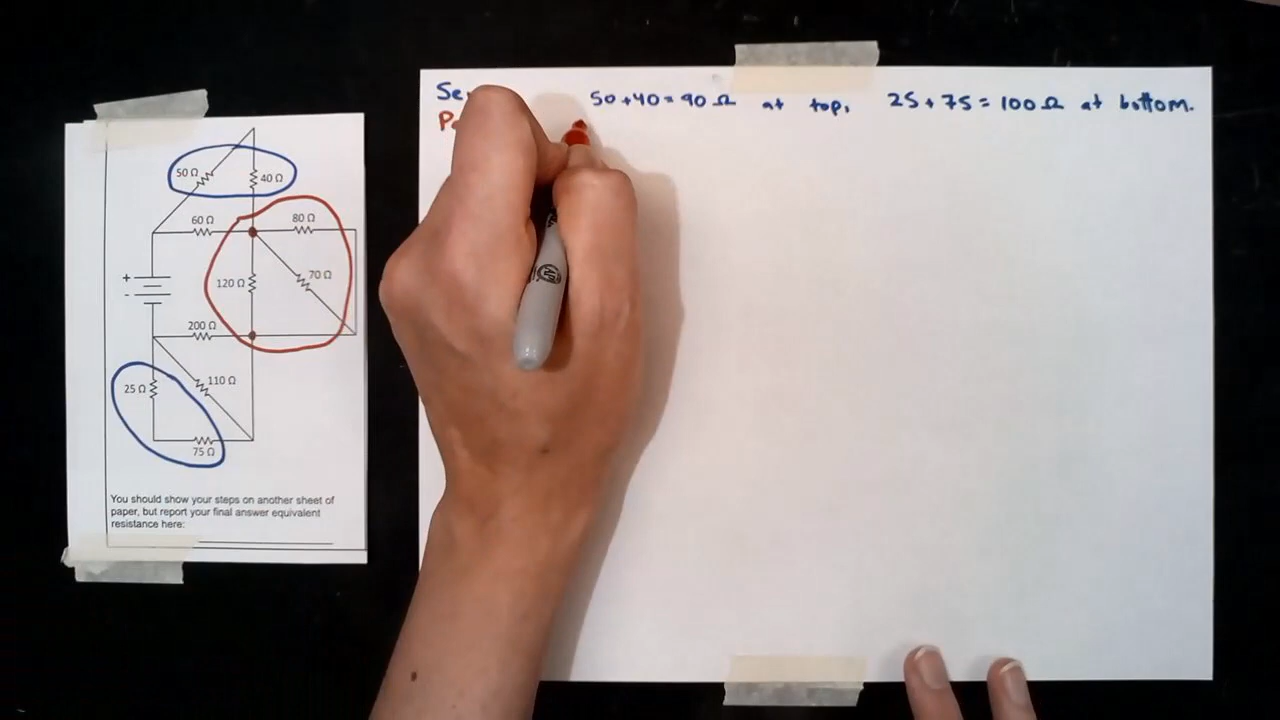 50+40=90 Ω at top, 25+75=100 Ω at bottom.
50 Ω
40 Ω
60 Ω
80 Ω
+
-
120 Ω
70 Ω
200 Ω
25 Ω
110 Ω
75 Ω
You should show your steps on another sheet of
paper, but report your final answer equivalent
resistance here: